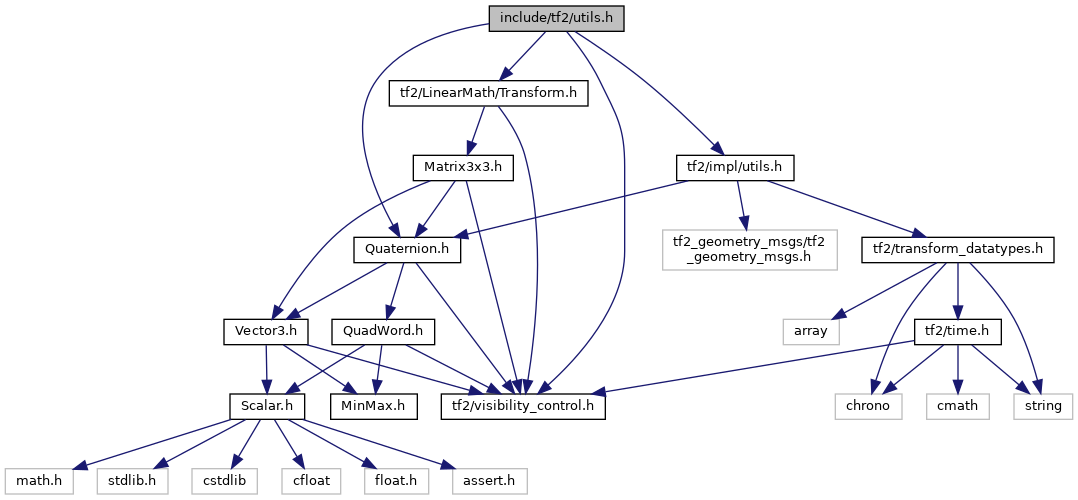 include/tf2/utils.h
tf2/LinearMath/Transform.h
Matrix3x3.h
tf2/impl/utils.h
Quaternion.h
tf2_geometry_msgs/tf2
_geometry_msgs.h
tf2/transform_datatypes.h
Vector3.h
QuadWord.h
array
tf2/time.h
Scalar.h
MinMax.h
tf2/visibility_control.h
chrono
cmath
string
math.h
stdlib.h
cstdlib
cfloat
float.h
assert.h